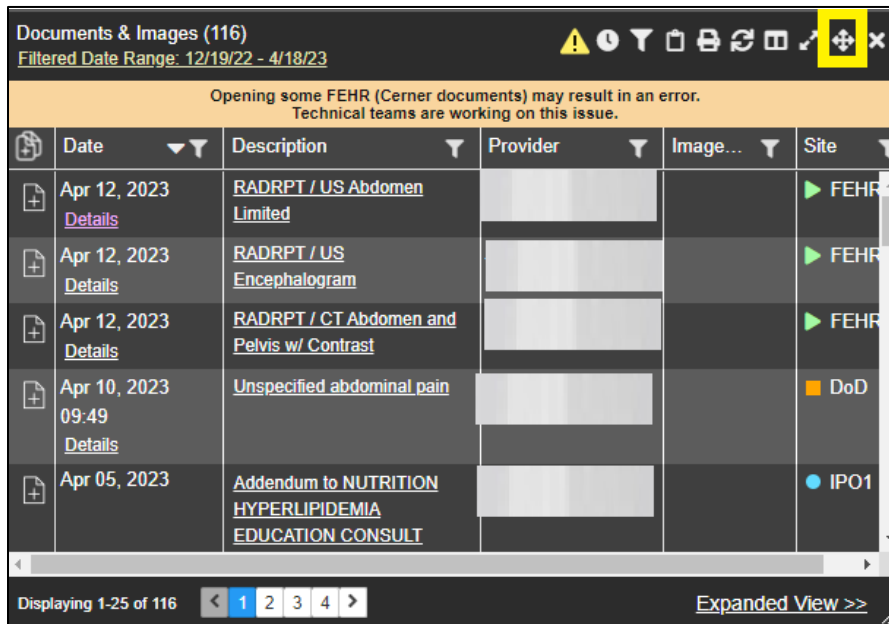 Documents & Images (116)
Filtered Date Range: 12/19/22 - 4/18/23
Opening some FEHR (Cerner documents) may result in an error.
Technical teams are working on this issue.
Date Description Provider Image... Site
Apr 12, 2023 RADRPT / US Abdomen FEHR
Details Limited
Apr 12, 2023 RADRPT / US FEHR
Details Encephalogram
Apr 12, 2023 RADRPT / CT Abdomen and FEHR
Details Pelvis w/ Contrast
Apr 10, 2023 Unspecified abdominal pain DoD
09:49
Details
Apr 05, 2023 Addendum to NUTRITION IPO1
HYPERLIPIDEMIA
EDUCATION CONSULT
Displaying 1-25 of 116 < 1 2 3 4 > Expanded View >>